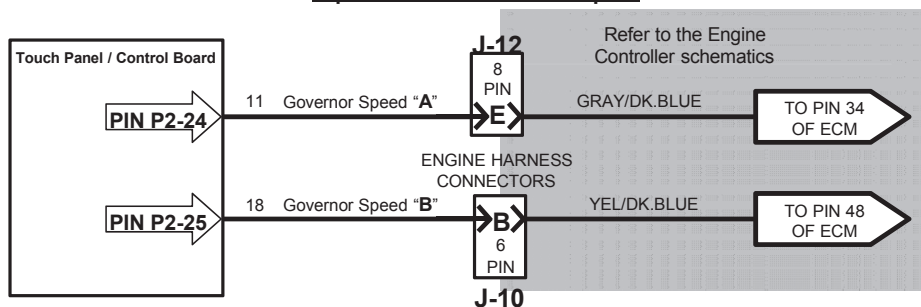 Touch Panel / Control Board
PIN P2-24
11 Governor Speed “A”
J-12
8
PIN
E
GRAY/DK.BLUE
TO PIN 34
OF ECM
Refer to the Engine
Controller schematics
ENGINE HARNESS
CONNECTORS
PIN P2-25
18 Governor Speed “B”
B
6
PIN
J-10
YEL/DK.BLUE
TO PIN 48
OF ECM